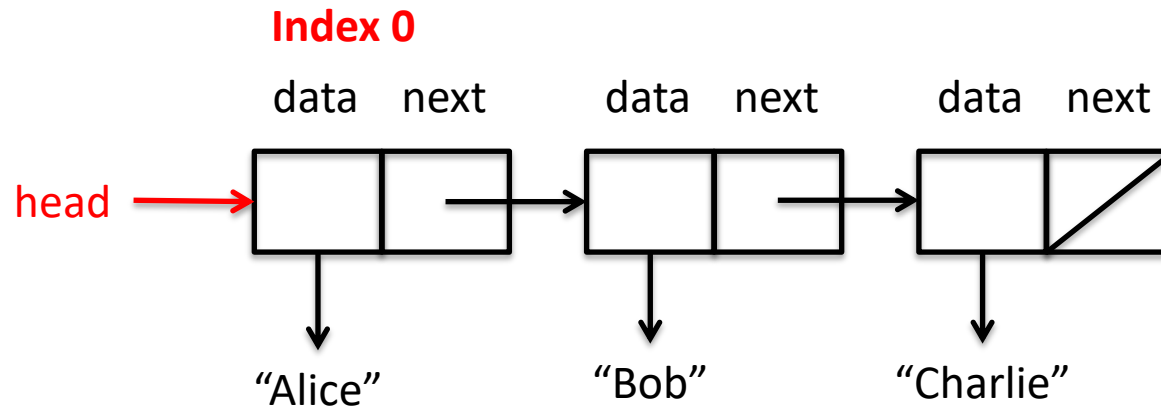 Index 0
data next data next data next
head
“Alice” “Bob” “Charlie”